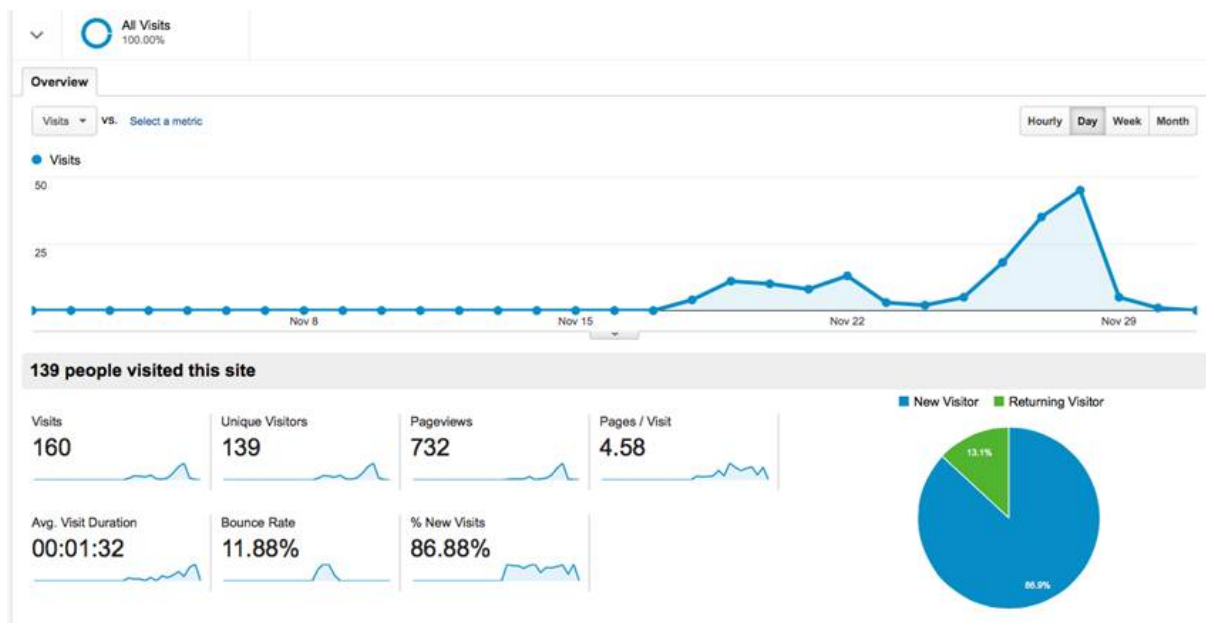 All Visits
100.00%
Overview
Visits VS. Select a metric
Hourly Day Week Month
Visits
50
25
Nov 8 Nov 15 Nov 22 Nov 29
139 people visited this site
New Visitor Returning Visitor
Visits Unique Visitors Pageviews Pages / Visit
160 139 732 4.58
13.1%
Avg. Visit Duration Bounce Rate % New Visits
00:01:32 11.88% 86.88%
86.9%